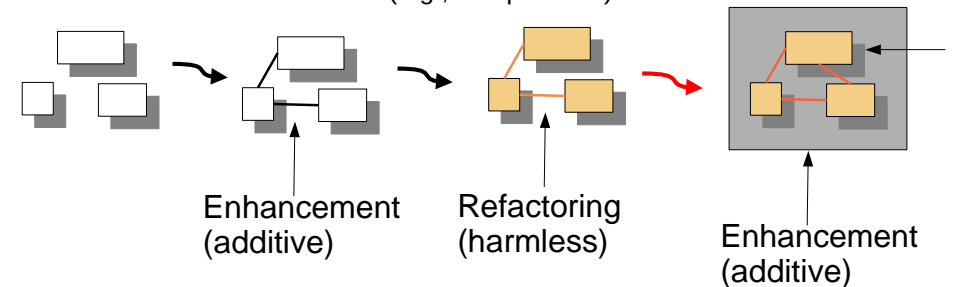 Enhancement
(additive)
Refactoring
(harmless)
Enhancement
(additive)